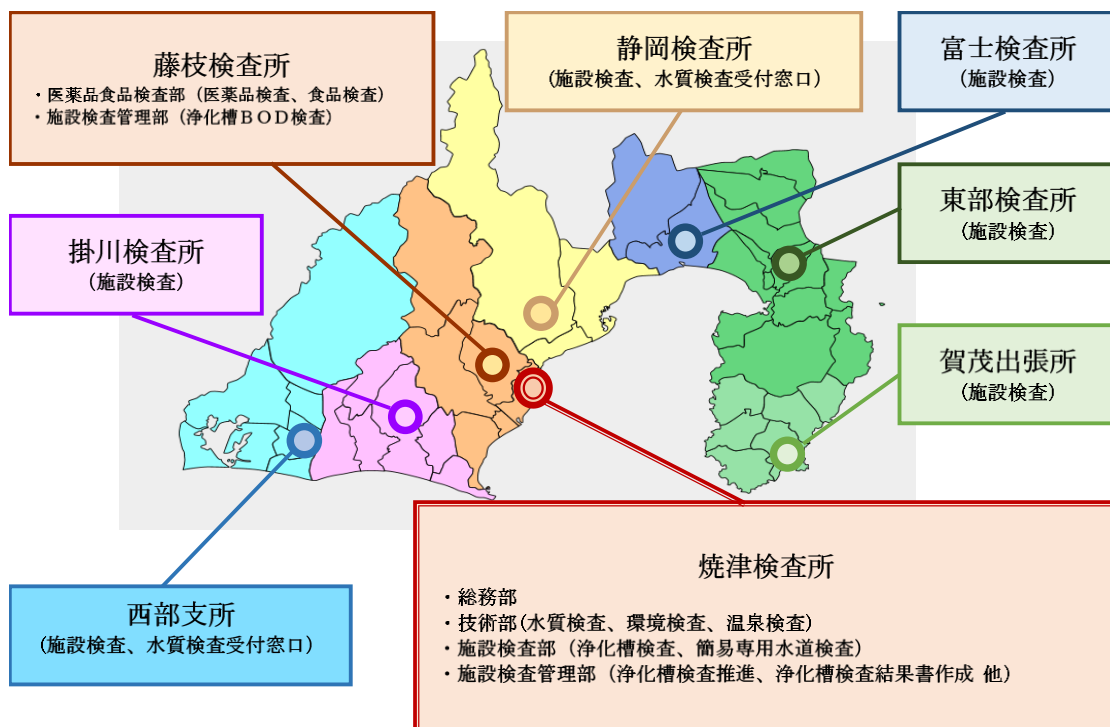 藤枝検査所
・医薬品食品検査部（医薬品検査、食品検査）
・施設検査管理部（浄化槽ＢＯＤ検査）
静岡検査所
(施設検査、水質検査受付窓口）
富士検査所
(施設検査）
掛川検査所
(施設検査）
東部検査所
(施設検査）
賀茂出張所
(施設検査）
西部支所
(施設検査、水質検査受付窓口）
焼津検査所
・総務部
・技術部(水質検査、環境検査、温泉検査）
・施設検査部（浄化槽検査、簡易専用水道検査）
・施設検査管理部（浄化槽検査推進、浄化槽検査結果書作成 他）